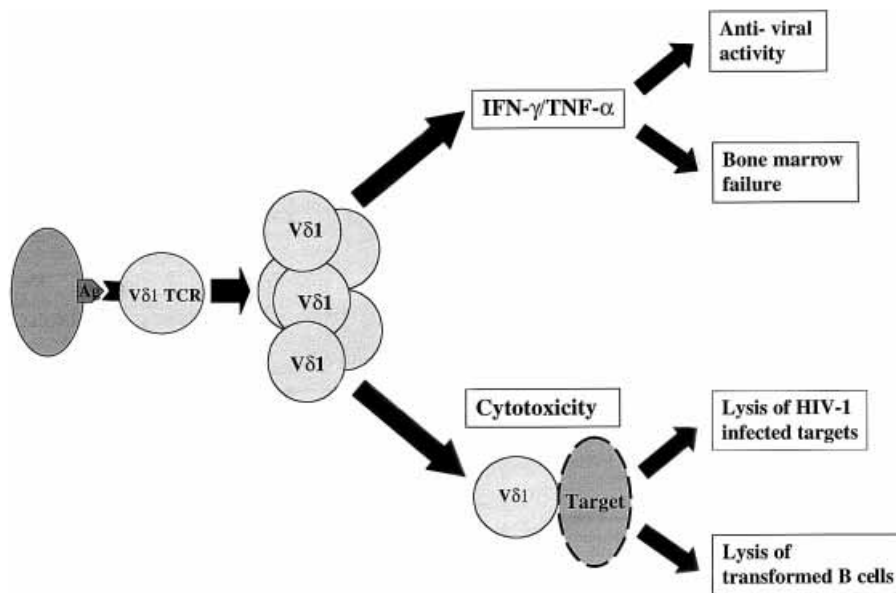 Anti- viral
activity
IFN-γ/TNF-α
Bone marrow
failure
Vδ1
Ag
Vδ1 TCR
Vδ1
Vδ1
Cytotoxicity
Lysis of HIV-1
infected targets
Vδ1
Target
Lysis of
transformed B cells